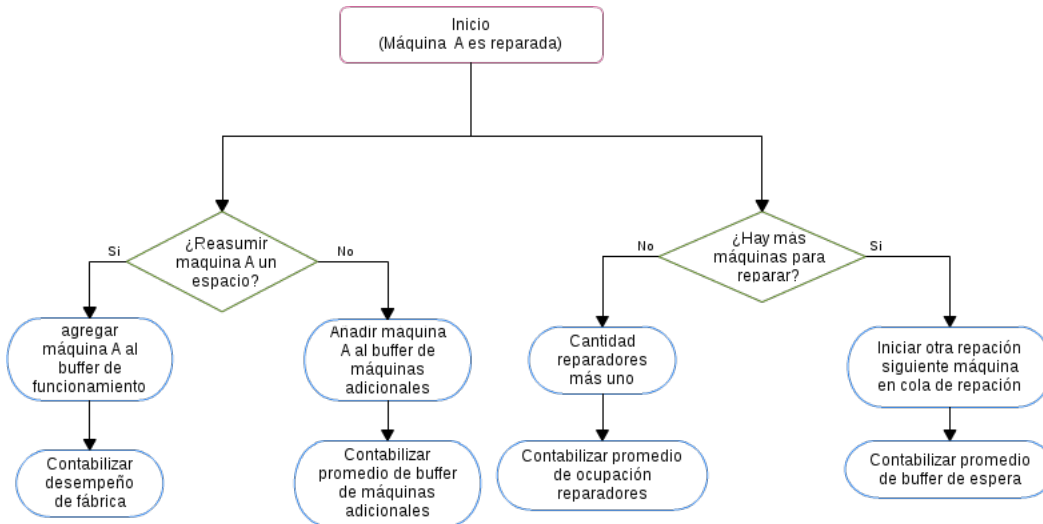 Inicio
(Máquina A es reparada)
¿Reasumir
maquina A un
espacio?
Si
No
¿Hay más
máquinas para
reparar?
No
Si
agregar
máquina A al
buffer de
funcionamiento
Añadir maquina
A al buffer de
máquinas
adicionales
Cantidad
reparadores
más uno
Iniciar otra repación
siguiente máquina
en cola de repación
Contabilizar
desempeño
de fábrica
Contabilizar
promedio de buffer
de máquinas
adicionales
Contabilizar promedio
de ocupación
reparadores
Contabilizar promedio
de buffer de espera